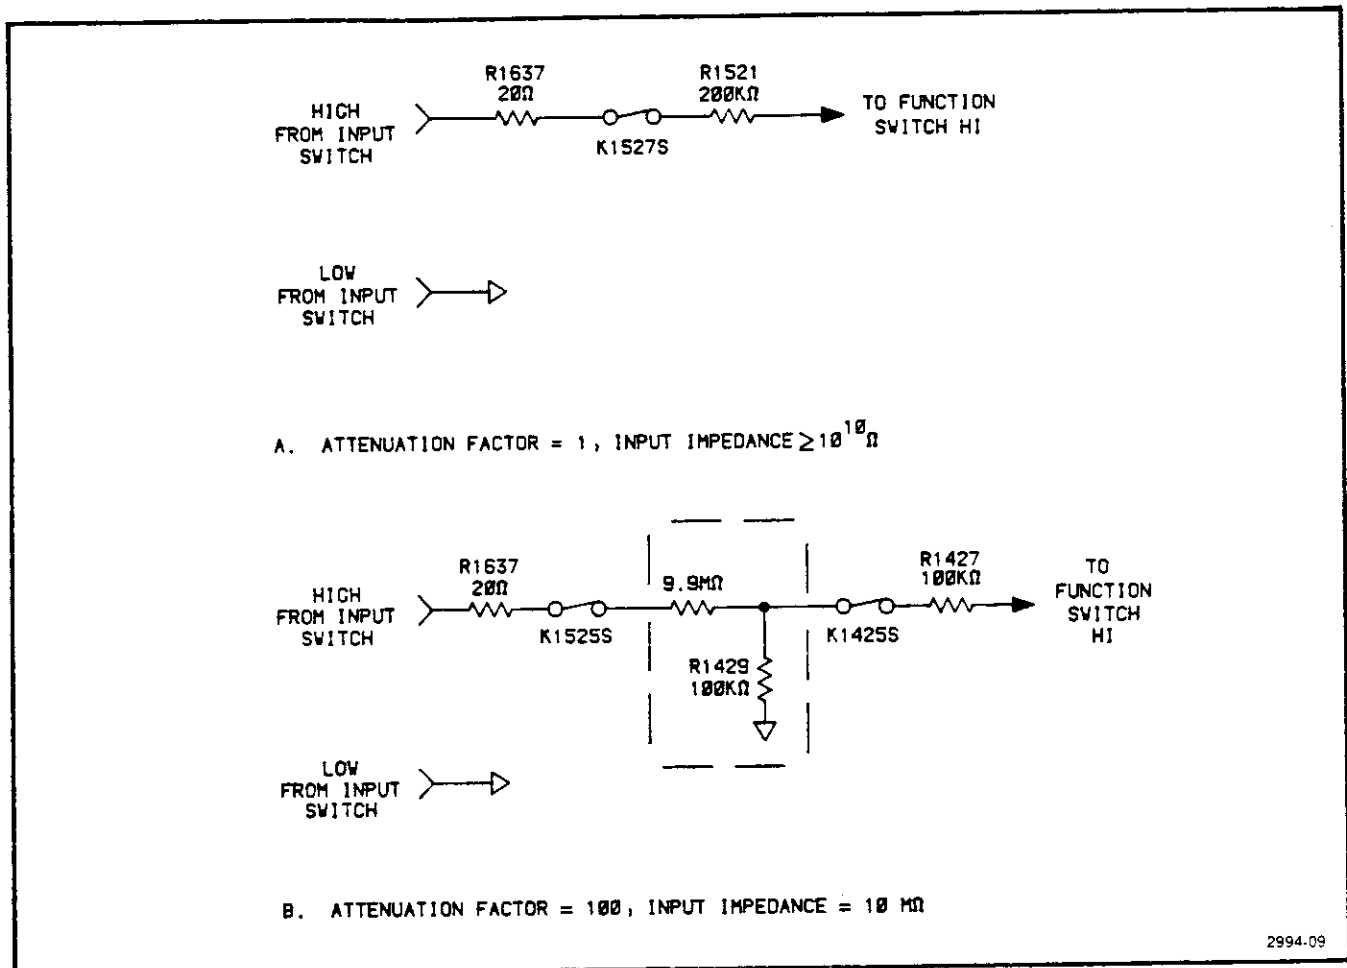 R1637
20Ω
R1521
200KΩ
HIGH
FROM INPUT
SWITCH
K1527S
TO FUNCTION
SWITCH HI
LOW
FROM INPUT
SWITCH
A. ATTENUATION FACTOR = 1, INPUT IMPEDANCE ≥ 10¹⁰Ω
R1637
20Ω
9.9MΩ
R1427
100KΩ
TO
FUNCTION
SWITCH
HI
HIGH
FROM INPUT
SWITCH
K1525S
K1425S
R1429
100KΩ
LOW
FROM INPUT
SWITCH
B. ATTENUATION FACTOR = 100, INPUT IMPEDANCE = 10 MΩ
2994-09